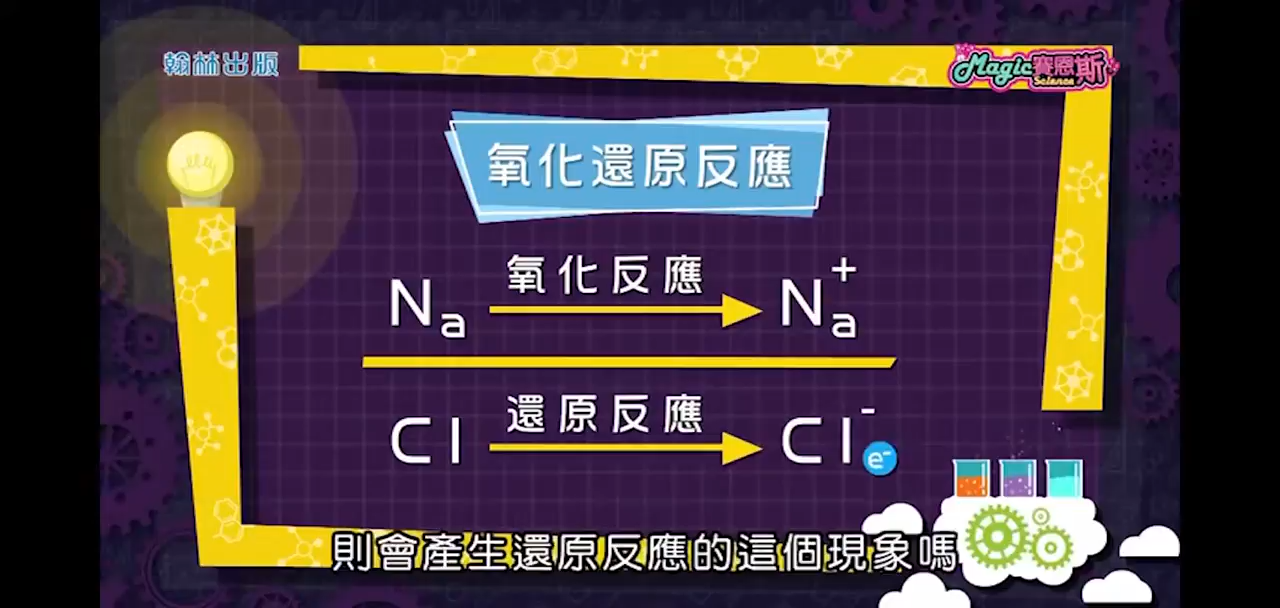 翰林出版
Magic賽恩斯
Science
氧化還原反應
氧化反應
Na
Na+
還原反應
Cl
Cl-
e-
則會產生還原反應的這個現象嗎